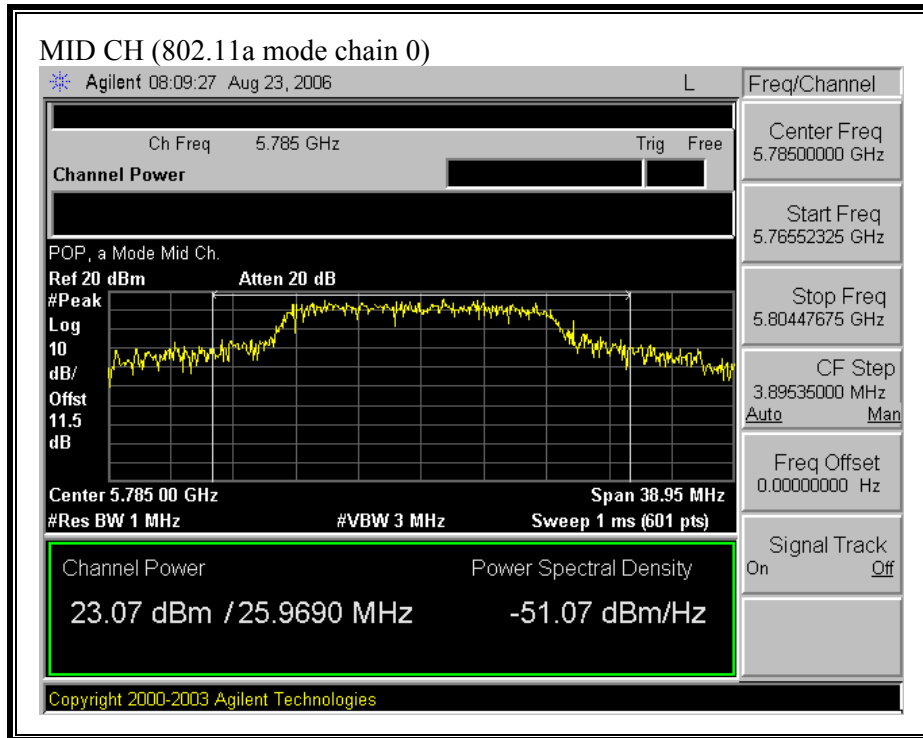 MID CH (802.11a mode chain 0)
Agilent 08:09:27 Aug 23, 2006 L
Freq/Channel
Ch Freq 5.785 GHz Trig Free
Channel Power
Center Freq
5.78500000 GHz
Start Freq
5.76552325 GHz
Stop Freq
5.80447675 GHz
CF Step
3.89535000 MHz
Auto Man
Freq Offset
0.00000000 Hz
Signal Track
On Off
POP, a Mode Mid Ch.
Ref 20 dBm Atten 20 dB
#Peak
Log
10
dB/
Offst
11.5
dB
Center 5.785 00 GHz Span 38.95 MHz
#Res BW 1 MHz #VBW 3 MHz Sweep 1 ms (601 pts)
Channel Power Power Spectral Density
23.07 dBm / 25.9690 MHz -51.07 dBm/Hz
Copyright 2000-2003 Agilent Technologies